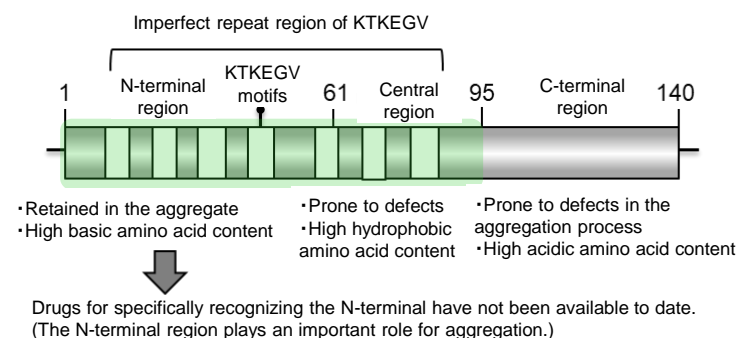 Imperfect repeat region of KTKEGV
N-terminal
region
KTKEGV
motifs
Central
region
C-terminal
region
1
61
95
140
・Retained in the aggregate
・High basic amino acid content
・Prone to defects
・High hydrophobic
amino acid content
・Prone to defects in the
aggregation process
・High acidic amino acid content
Drugs for specifically recognizing the N-terminal have not been available to date.
(The N-terminal region plays an important role for aggregation.)